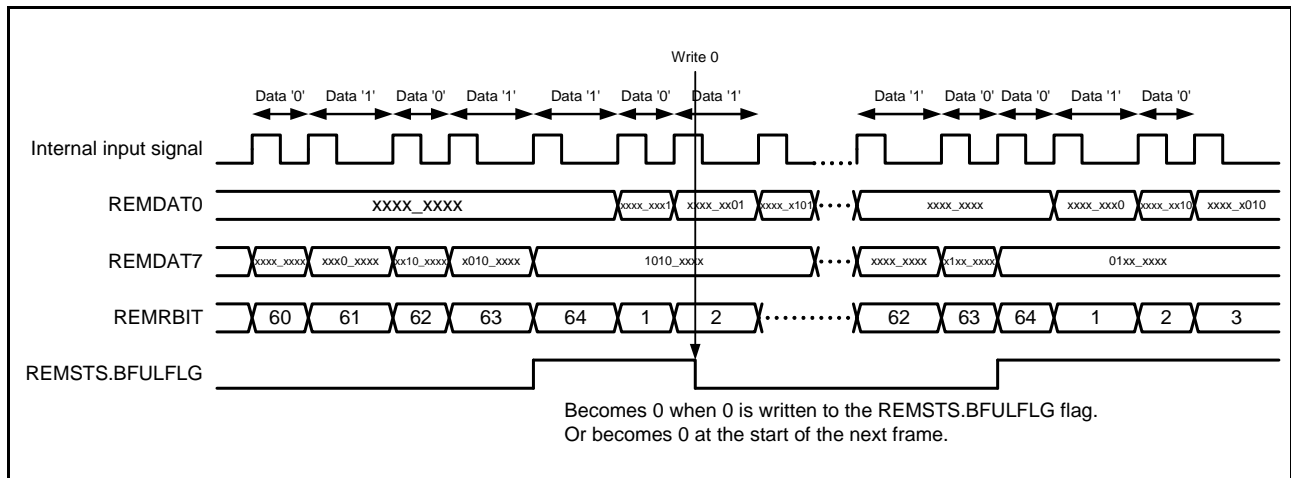 Write 0
Data '0' Data '1' Data '0' Data '1' Data '1' Data '0' Data '1' Data '1' Data '0' Data '0' Data '1' Data '0'
Internal input signal
REMDAT0 xxxx_xxxx xxxx_xxx1 xxxx_xx01 xxxx_x101 xxxx_xxxx xxxx_xxx0 xxxx_xx10 xxxx_x010
REMDAT7 xxxx_xxxx xxx0_xxxx xx10_xxxx x010_xxxx 1010_xxxx xxxx_xxxx x1xx_xxxx 01xx_xxxx
REMRBIT 60 61 62 63 64 1 2 62 63 64 1 2 3
REMSTS.BFULFLG
Becomes 0 when 0 is written to the REMSTS.BFULFLG flag.
Or becomes 0 at the start of the next frame.